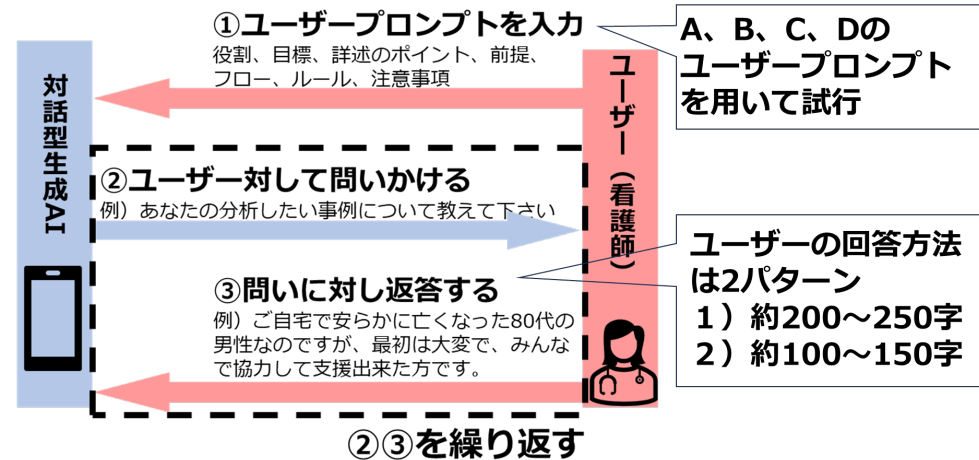 ①ユーザープロンプトを入力
役割、目標、詳述のポイント、前提、
フロー、ルール、注意事項
A、B、C、Dの
ユーザープロンプト
を用いて試行
対話型生成AI
ユーザー（看護師）
②ユーザー対して問いかける
例）あなたの分析したい事例について教えて下さい
③問いに対し返答する
例）ご自宅で安らかに亡くなった80代の
男性なのですが、最初は大変で、みんな
で協力して支援出来た方です。
ユーザーの回答方法
は2パターン
１）約200～250字
２）約100～150字
②③を繰り返す